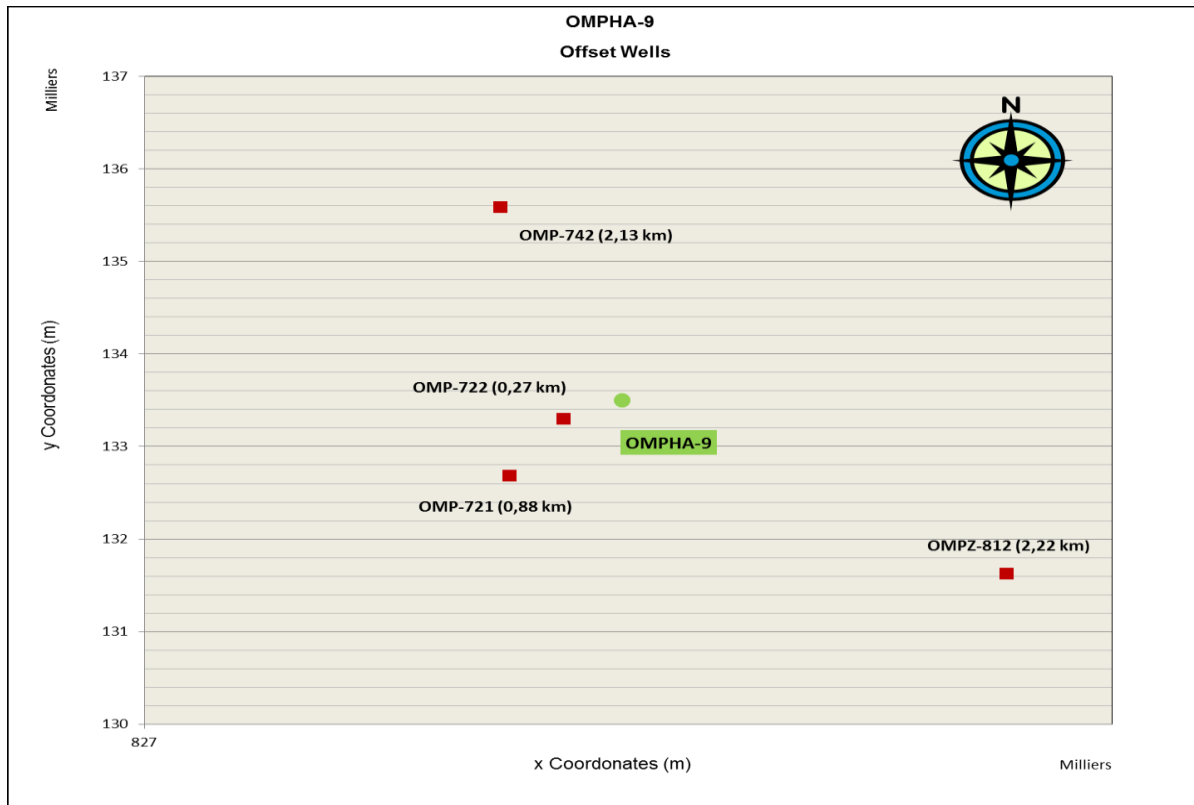 OMPHA-9
Offset Wells
Milliers
137
N
136
OMP-742 (2,13 km)
135
y Coordonates (m)
134
OMP-722 (0,27 km)
133
OMPHA-9
OMP-721 (0,88 km)
132
OMPZ-812 (2,22 km)
131
130
827
x Coordonates (m)
Milliers